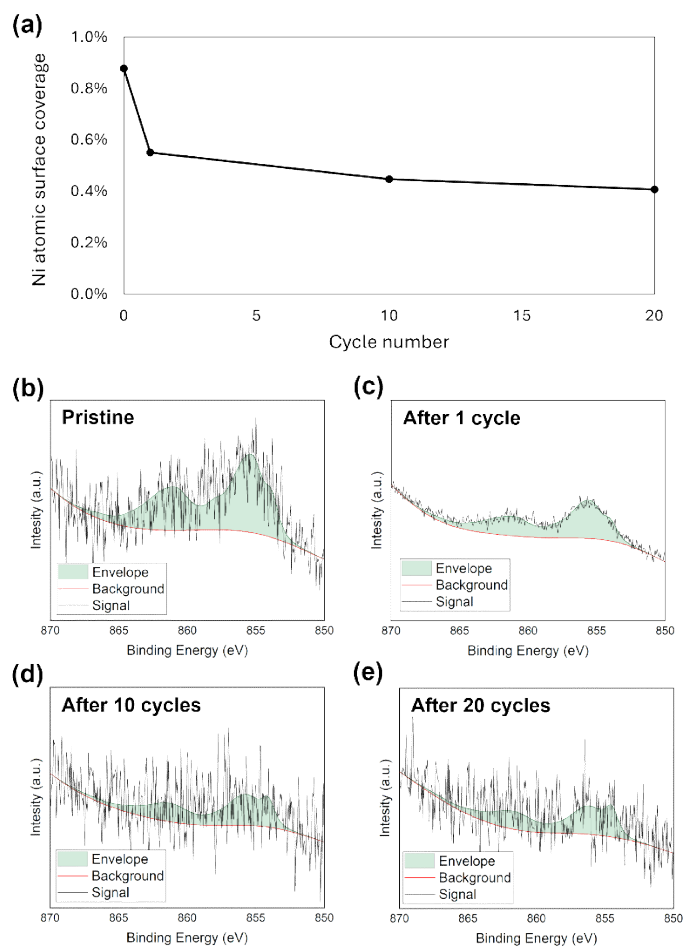 (a)
Ni atomic surface coverage
1.0%
0.8%
0.6%
0.4%
0.2%
0.0%
0
5
10
15
20
Cycle number
(b)
Pristine
Intesity (a.u.)
Envelope
Background
Signal
870
865
860
855
850
Binding Energy (eV)
(c)
After 1 cycle
Intesity (a.u.)
Envelope
Background
Signal
870
865
860
855
850
Binding Energy (eV)
(d)
After 10 cycles
Intesity (a.u.)
Envelope
Background
Signal
870
865
860
855
850
Binding Energy (eV)
(e)
After 20 cycles
Intesity (a.u.)
Envelope
Background
Signal
870
865
860
855
850
Binding Energy (eV)